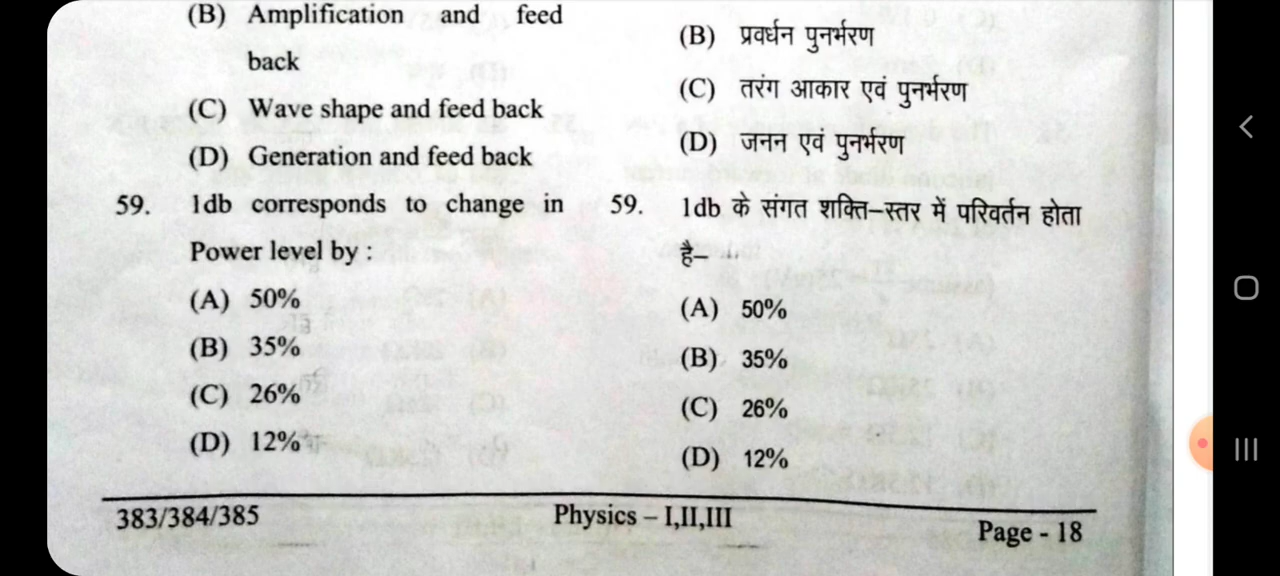 (B) Amplification and feed
back
(C) Wave shape and feed back
(D) Generation and feed back
59. 1db corresponds to change in
Power level by :
(A) 50%
(B) 35%
(C) 26%
(D) 12%
(B) प्रवर्धन पुनर्भरण
(C) तरंग आकार एवं पुनर्भरण
(D) जनन एवं पुनर्भरण
59. 1db के संगत शक्ति–स्तर में परिवर्तन होता
है–
(A) 50%
(B) 35%
(C) 26%
(D) 12%
383/384/385 Physics – I,II,III Page - 18